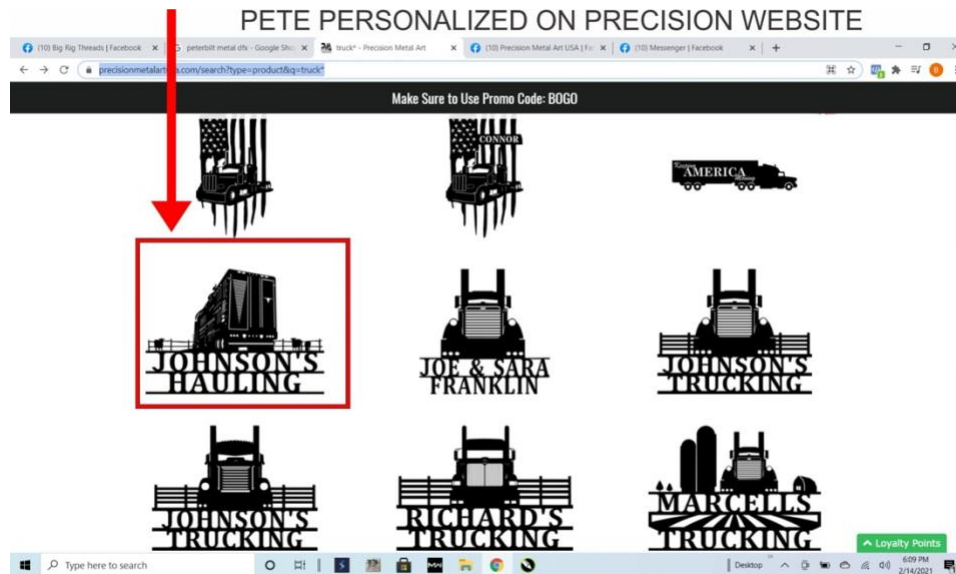 PETE PERSONALIZED ON PRECISION WEBSITE
(10) Big Rig Threads | Facebook
peterbilt metal dfx - Google Sho
truck* - Precision Metal Art
(10) Precision Metal Art USA | Fa
(10) Messenger | Facebook
com/search?type=product&q=truck*
Make Sure to Use Promo Code: BOGO
CONNOR
Keeping
AMERICA
Moving
JOHNSON'S
HAULING
JOE & SARA
FRANKLIN
JOHNSON'S
TRUCKING
JOHNSON'S
TRUCKING
RICHARD'S
TRUCKING
MARCELLS
TRUCKING
Loyalty Points
Type here to search
Desktop
6:09 PM
2/14/2021